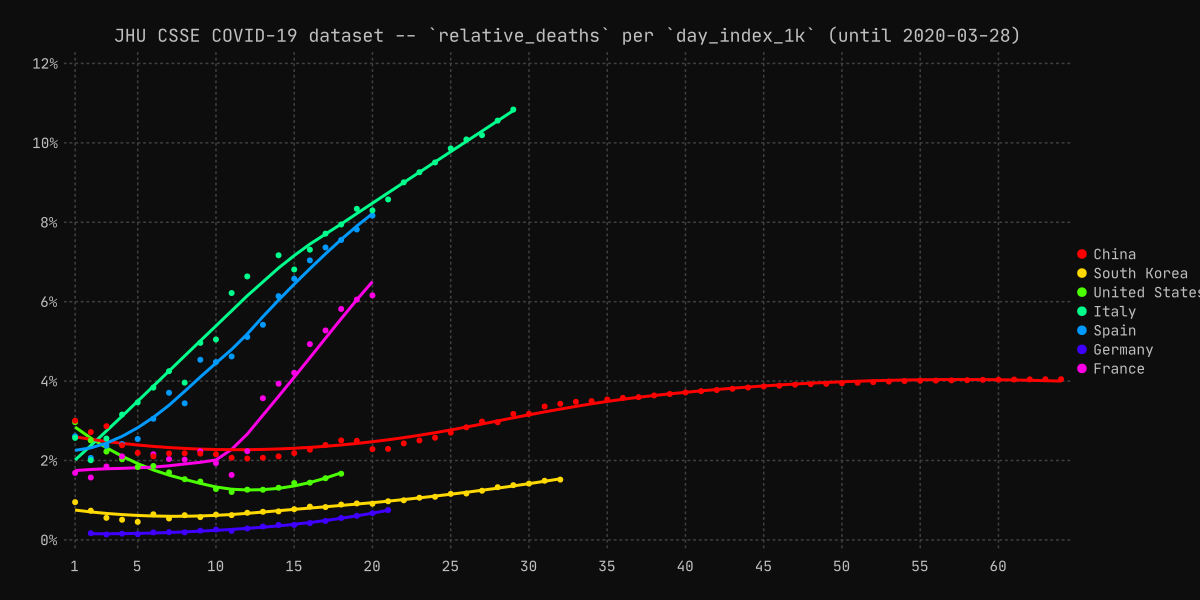 JHU CSSE COVID-19 dataset -- `relative_deaths` per `day_index_1k` (until 2020-03-28)
12%
10%
8%
6%
4%
2%
0%
1 5 10 15 20 25 30 35 40 45 50 55 60
China
South Korea
United States
Italy
Spain
Germany
France